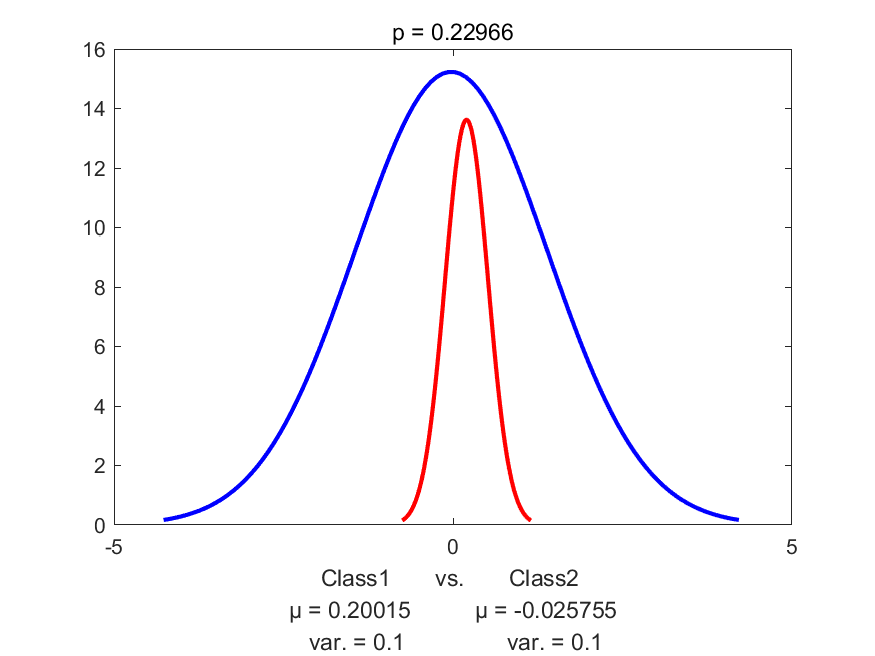 p = 0.22966
16
14
12
10
8
6
4
2
0
-5 0 5
Class1 vs. Class2
μ = 0.20015 μ = -0.025755
var. = 0.1 var. = 0.1